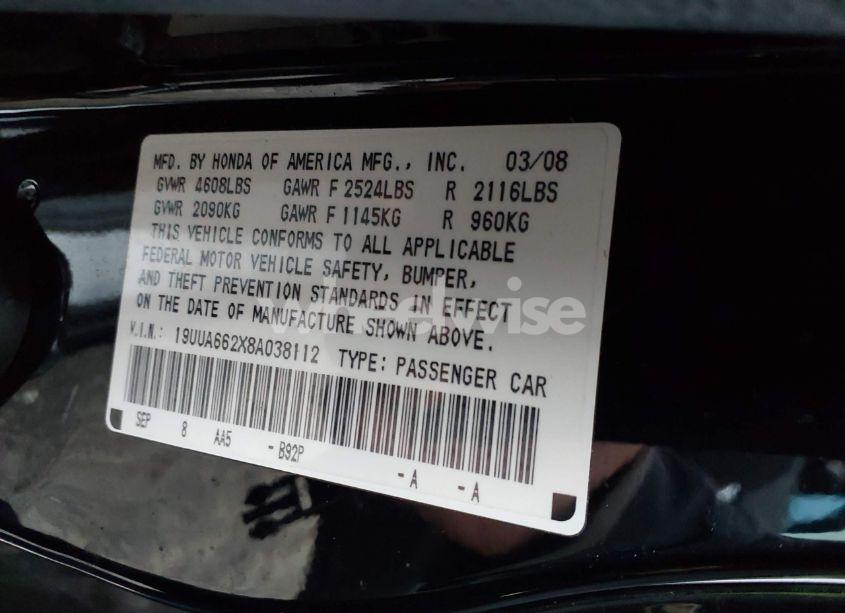 MFD. BY HONDA OF AMERICA MFG., INC. 03/08
GVWR 4608LBS GAWR F 2524LBS R 2116LBS
GVWR 2090KG GAWR F 1145KG R 960KG
THIS VEHICLE CONFORMS TO ALL APPLICABLE
FEDERAL MOTOR VEHICLE SAFETY, BUMPER,
AND THEFT PREVENTION STANDARDS IN EFFECT
ON THE DATE OF MANUFACTURE SHOWN ABOVE.
V.I.N.: 19UUA662X8A038112 TYPE: PASSENGER CAR
SEP 8 AA5 - B92P - A - A
wheelwise